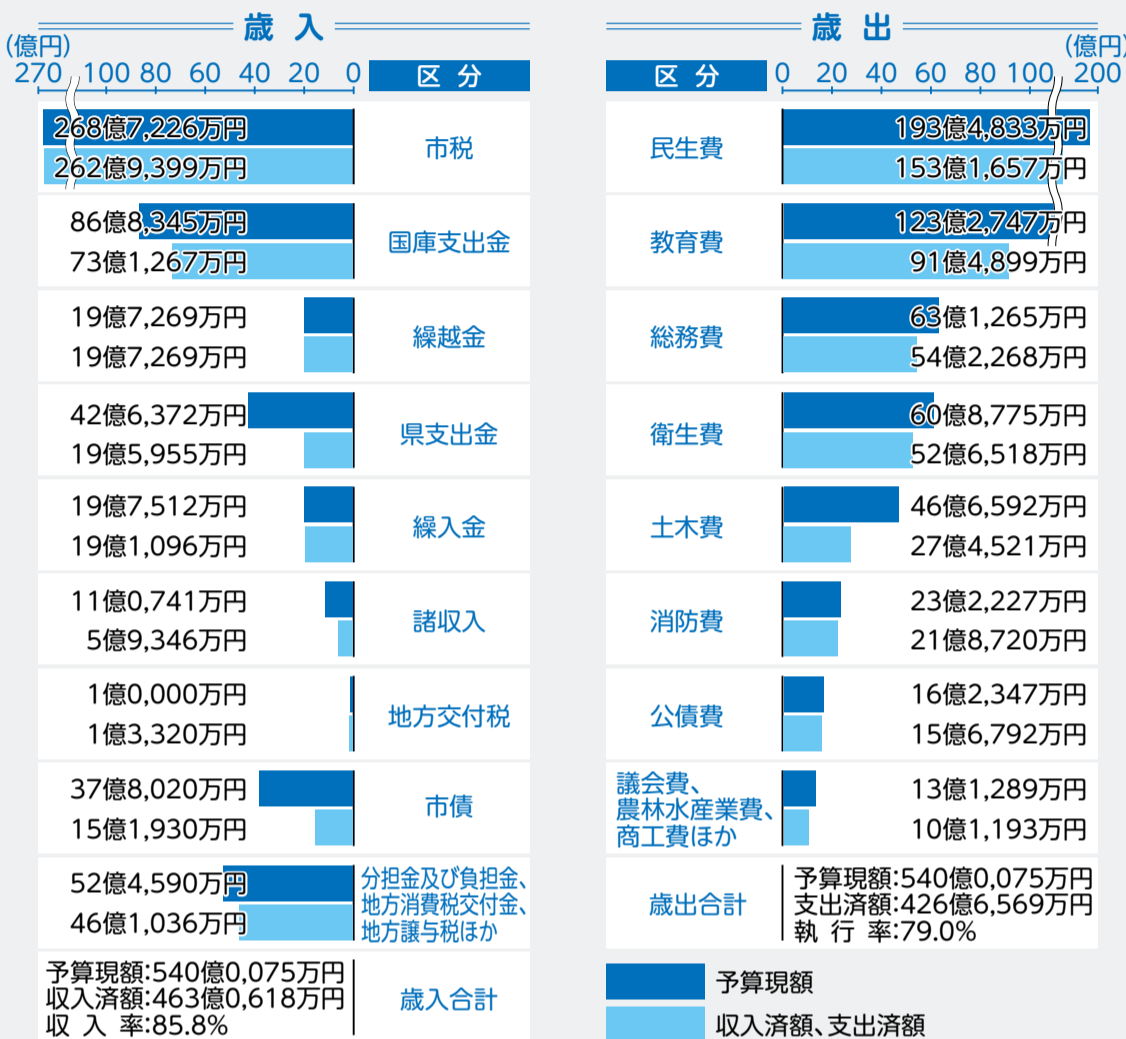 歳 入
(億円)
270 100 80 60 40 20 0 区 分
268億7,226万円
262億9,399万円
市税
86億8,345万円
73億1,267万円
国庫支出金
19億7,269万円
19億7,269万円
繰越金
42億6,372万円
19億5,955万円
県支出金
19億7,512万円
19億1,096万円
繰入金
11億0,741万円
5億9,346万円
諸収入
1億0,000万円
1億3,320万円
地方交付税
37億8,020万円
15億1,930万円
市債
52億4,590万円
46億1,036万円
分担金及び負担金、
地方消費税交付金、
地方譲与税ほか
予算現額:540億0,075万円
収入済額:463億0,618万円
収 入 率:85.8%
歳入合計
歳 出
(億円)
区 分 0 20 40 60 80 100 200
民生費
193億4,833万円
153億1,657万円
教育費
123億2,747万円
91億4,899万円
総務費
63億1,265万円
54億2,268万円
衛生費
60億8,775万円
52億6,518万円
土木費
46億6,592万円
27億4,521万円
消防費
23億2,227万円
21億8,720万円
公債費
16億2,347万円
15億6,792万円
議会費、
農林水産業費、
商工費ほか
13億1,289万円
10億1,193万円
歳出合計
予算現額:540億0,075万円
支出済額:426億6,569万円
執 行 率:79.0%
予算現額
収入済額、支出済額